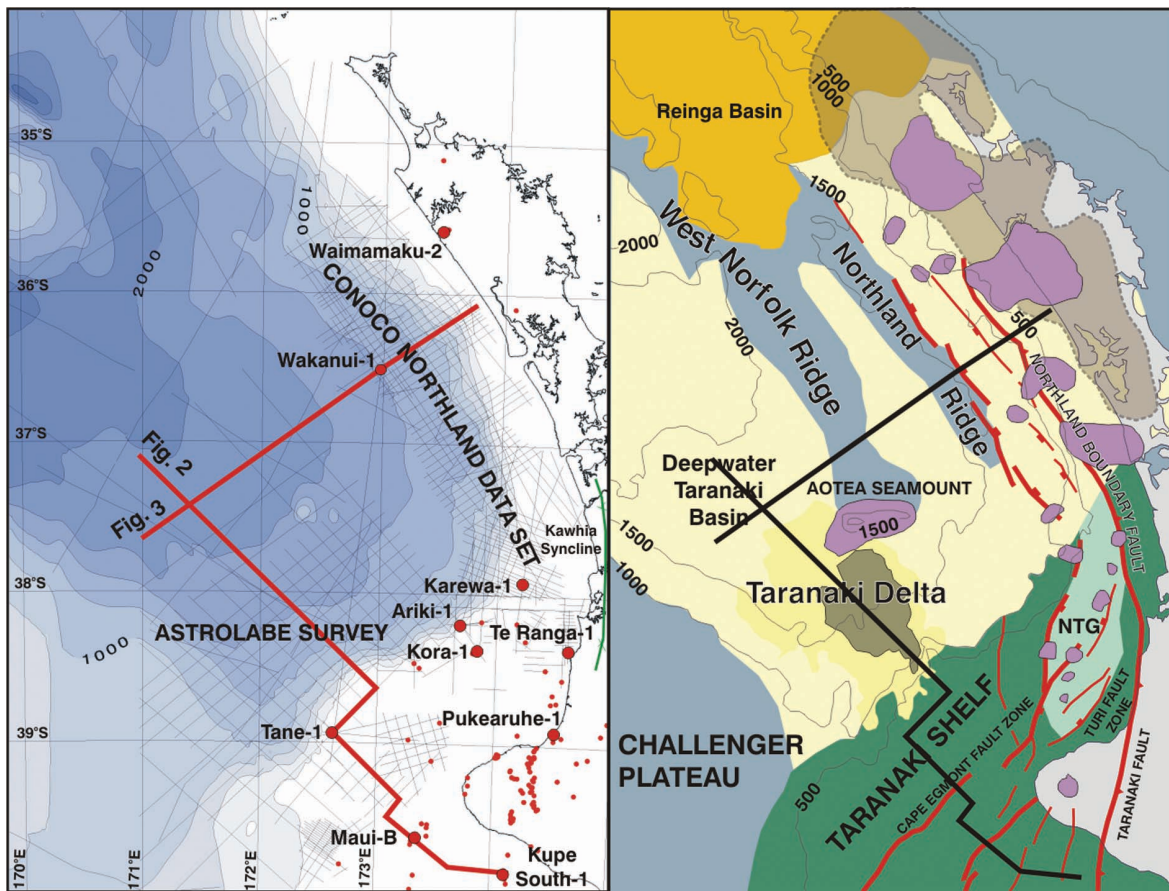 35°S
36°S
37°S
38°S
39°S
170°E
171°E
172°E
173°E
1000
2000
1000
Waimamaku-2
CONOCO NORTHLAND DATA SET
Wakanui-1
Fig. 2
Fig. 3
Kawhia
Syncline
Karewa-1
Ariki-1
ASTROLABE SURVEY
Te Ranga-1
Kora-1
Pukearuhe-1
Tane-1
Maui-B
Kupe
South-1
Reinga Basin
500
1000
1500
2000
West Norfolk Ridge
Northland Ridge
2000
500
NORTHLAND BOUNDARY FAULT
Deepwater
Taranaki
Basin
AOTEA SEAMOUNT
1500
1500
1000
Taranaki Delta
NTG
TURI FAULT
ZONE
CHALLENGER
PLATEAU
TARANAKI SHELF
500
CAPE EGMONT FAULT ZONE
TARANAKI FAULT